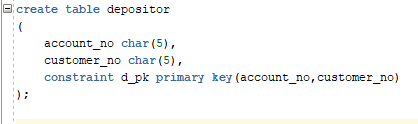 create table depositor
(
account_no char(5),
customer_no char(5),
constraint d_pk primary key(account_no,customer_no)
);